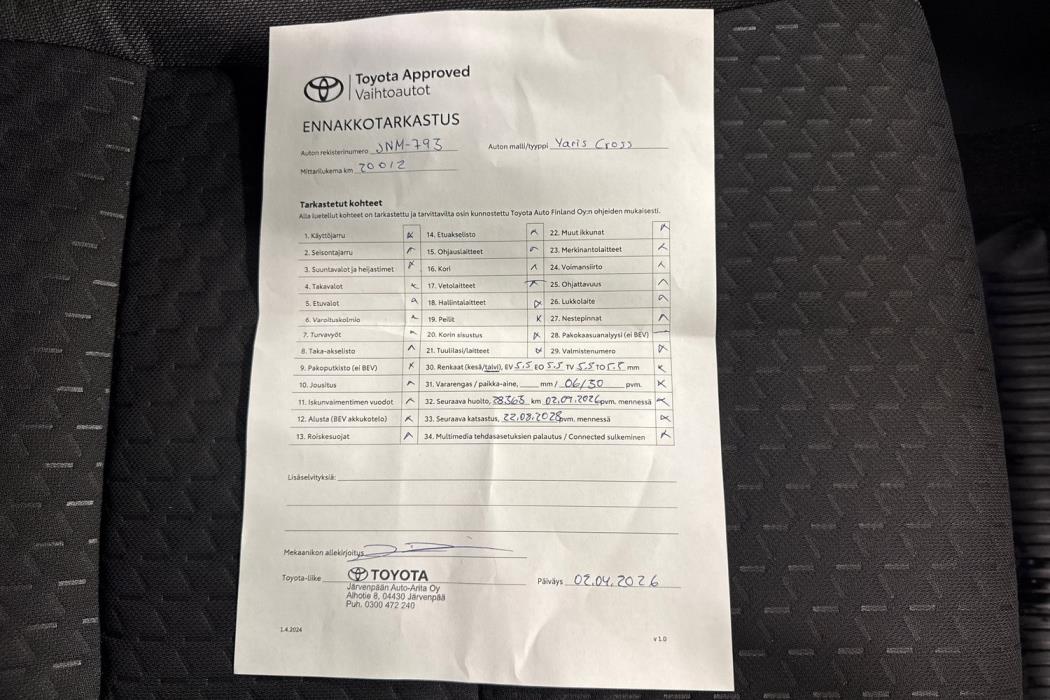 Toyota Approved
Vaihtoautot
ENNAKKOTARKASTUS
Auton rekisterinumero JNM-793 Auton malli/tyyppi Yaris Cross
Mittarilukema km 20012
Tarkastetut kohteet
Alla luetellut kohteet on tarkastettu ja tarvittavilta osin kunnostettu Toyota Auto Finland Oy:n ohjeiden mukaisesti.
1. Käyttöjarru 14. Etuakselisto 22. Muut ikkunat
2. Seisontajarru 15. Ohjauslaitteet 23. Merkinantolaitteet
3. Suuntavalot ja heijastimet 16. Kori 24. Voimansiirto
4. Takavalot 17. Vetolaitteet 25. Ohjattavuus
5. Etuvalot 18. Hallintalaitteet 26. Lukkolaite
6. Varoituskolmio 19. Peilit 27. Nestepinnat
7. Turvavyöt 20. Korin sisustus 28. Pakokaasuanalyysi (ei BEV)
8. Taka-akselisto 21. Tuulilasi/laitteet 29. Valmistenumero
9. Pakoputkisto (ei BEV) 30. Renkaat (kesä/talvi), EV 5.5 EO 5.5 TV 5.5 TO 5.5 mm
10. Jousitus 31. Vararengas / paikka-aine, mm/ 06/30 pvm.
11. Iskunvaimentimen vuodot 32. Seuraava huolto, 28363 km 02.09.2026 pvm. mennessä
12. Alusta (BEV akkukotelo) 33. Seuraava katsastus, 22.08.2028 pvm. mennessä
13. Roiskesuojat 34. Multimedia tehdasasetuksien palautus / Connected sulkeminen
Lisäselvityksiä:
Mekaanikon allekirjoitus
Toyota-liike TOYOTA Päiväys 02.04.2026
Järvenpään Auto-Arita Oy
Alhotie 8, 04430 Järvenpää
Puh. 0300 472 240
1.4.2024 v 1.0